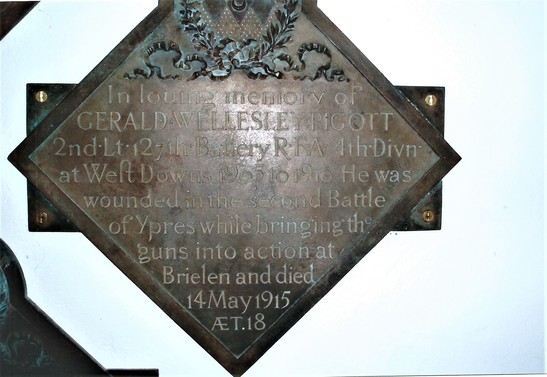 In loving memory of
GERALD·WELLESLEY·PIGOTT
2nd·Lt·127th·Battery·R·F·A· 4th·Divn·
at West Downs 1905 to 1910 He was
wounded in the second Battle
of Ypres while bringing the
guns into action at
Brielen and died
14 May 1915
ÆT.18